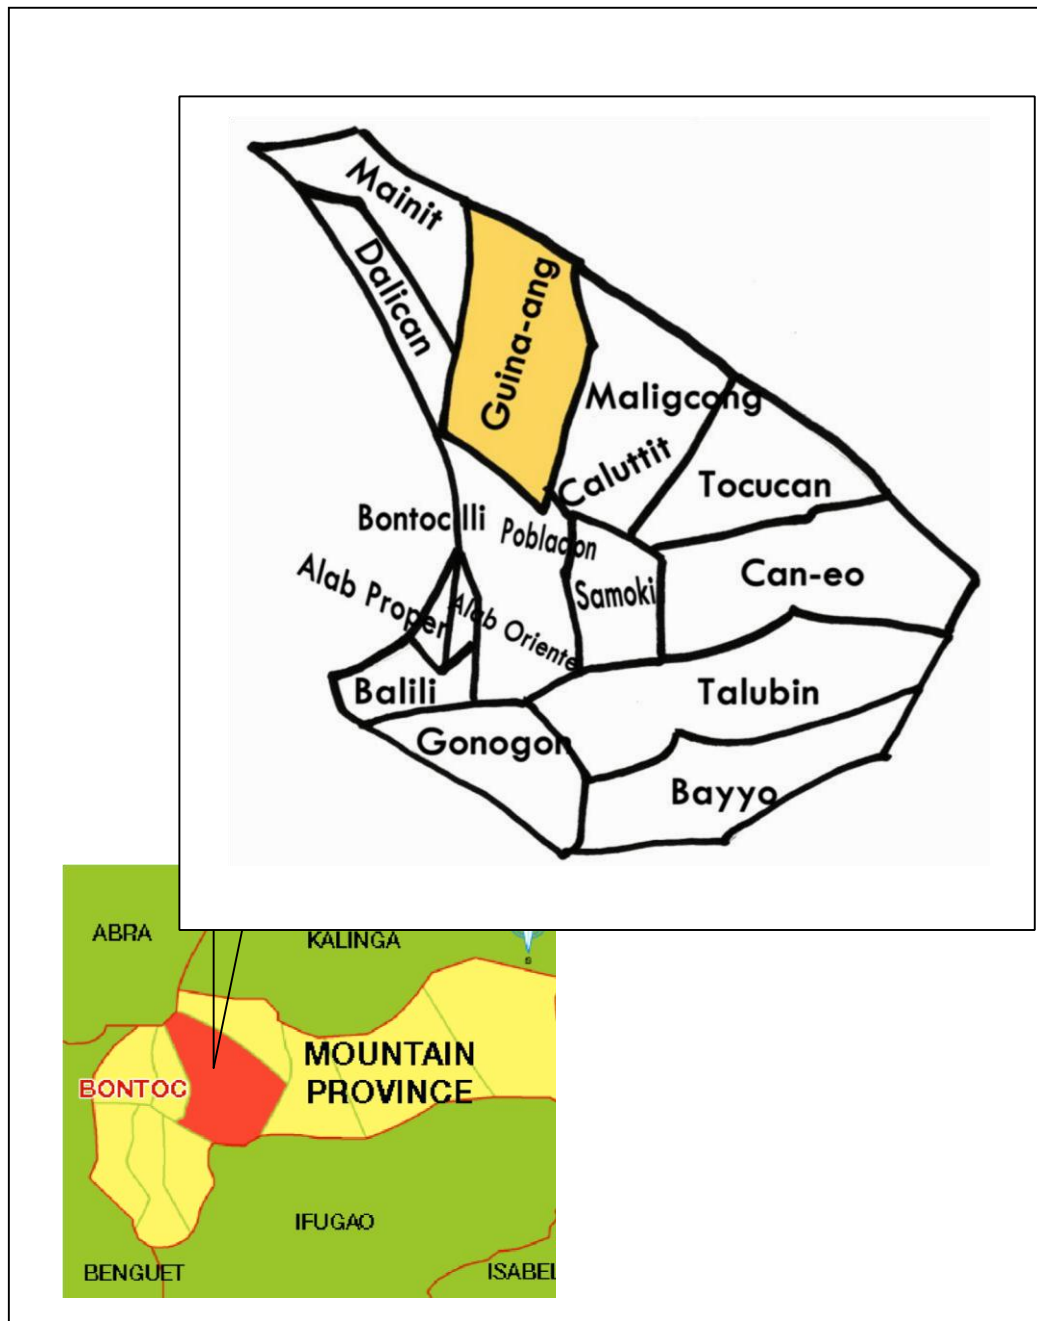 Mainit
Dalican
Guina-ang
Maligcong
Caluttit
Tocucan
Bontoc Ili
Poblacion
Can-eo
Samoki
Alab Proper
Alab Oriente
Balili
Talubin
Gonogon
Bayyo
ABRA
KALINGA
MOUNTAIN
PROVINCE
BONTOC
IFUGAO
BENGUET
ISABEL